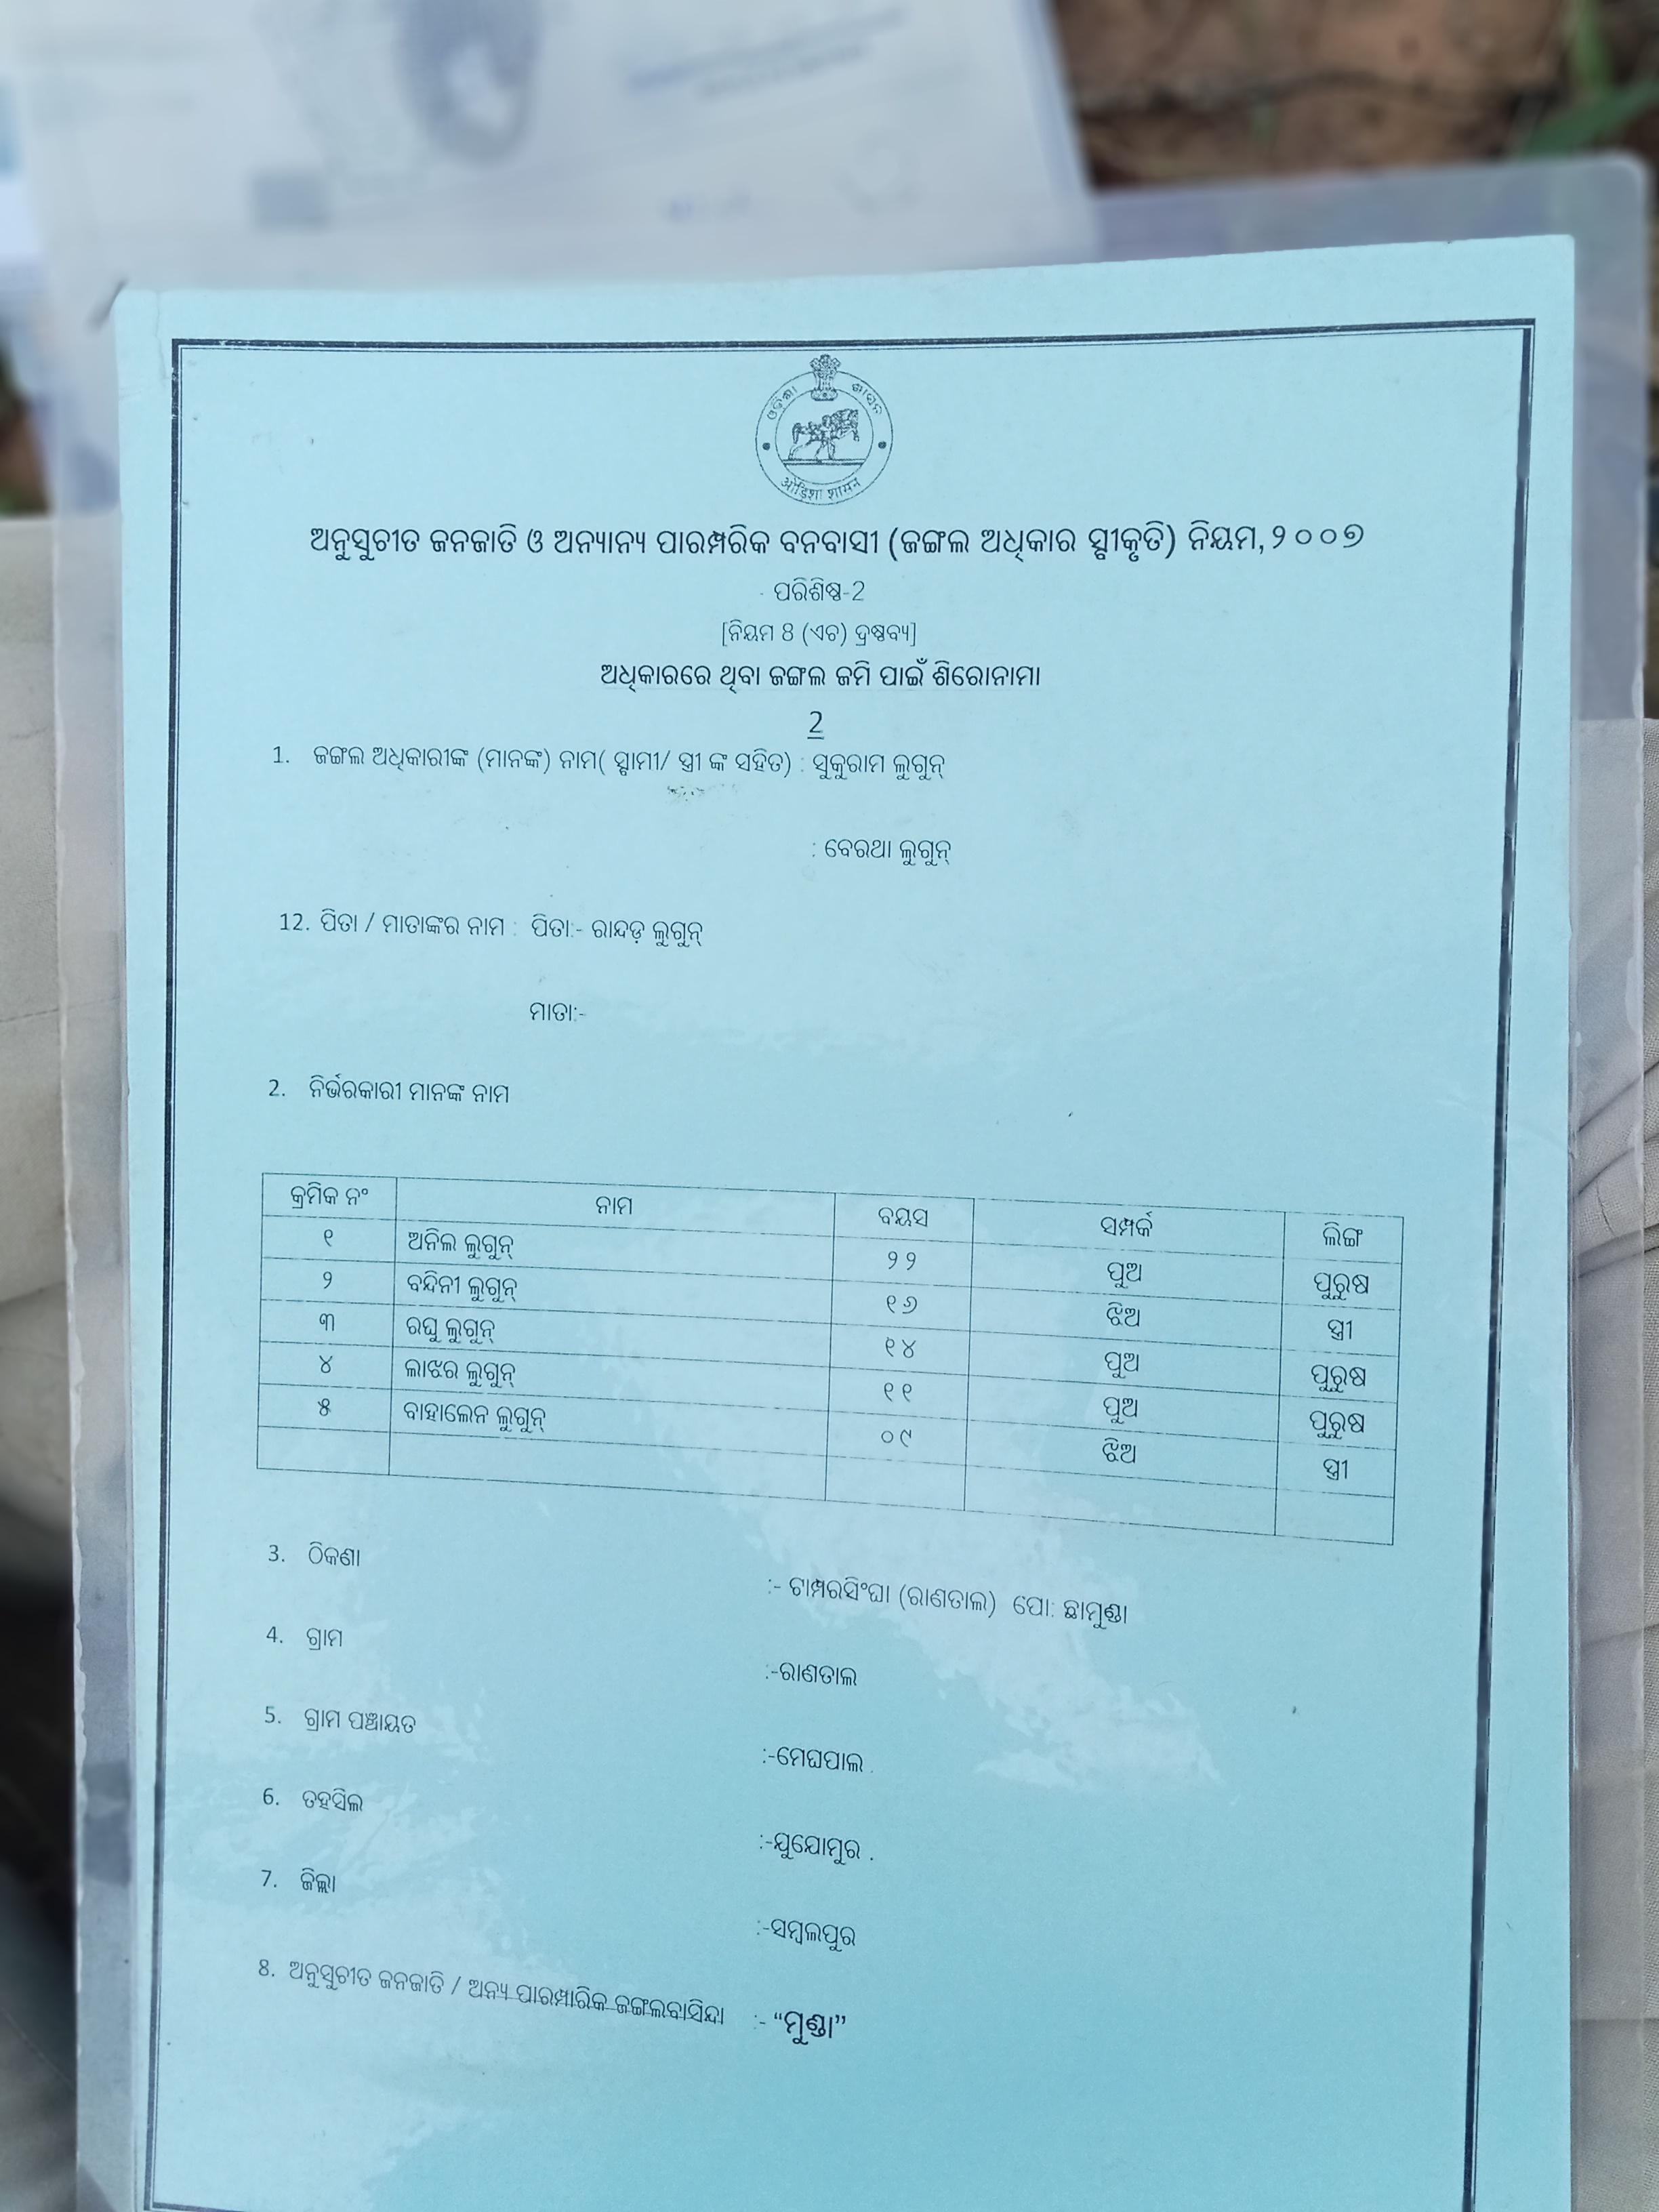 ଓଡ଼ିଶା ଶାସନ
ओड़िशा शासन
ଅନୁସୁଚୀତ ଜନଜାତି ଓ ଅନ୍ୟାନ୍ୟ ପାରମ୍ପରିକ ବନବାସୀ (ଜଙ୍ଗଲ ଅଧିକାର ସ୍ବୀକୃତି) ନିୟମ,୨୦୦୭
ପରିଶିଷ୍ଠ-2
[ନିୟମ 8 (ଏଚ) ଦ୍ରଷ୍ଠବ୍ୟ]
ଅଧିକାରରେ ଥିବା ଜଙ୍ଗଲ ଜମି ପାଇଁ ଶିରୋନାମା
2
1. ଜଙ୍ଗଲ ଅଧିକାରୀଙ୍କ (ମାନଙ୍କ) ନାମ( ସ୍ବାମୀ/ ସ୍ତ୍ରୀ ଙ୍କ ସହିତ) : ସୁକୁରାମ ଲୁଗୁନ୍
: ବେରଥା ଲୁଗୁନ୍
12. ପିତା / ମାତାଙ୍କର ନାମ : ପିତା:- ରାନ୍ଦଡ଼ ଲୁଗୁନ୍
ମାତା:-
2. ନିର୍ଭରକାରୀ ମାନଙ୍କ ନାମ
କ୍ରମିକ ନଂ ନାମ ବୟସ ସମ୍ପର୍କ ଲିଙ୍ଗ
୧ ଅନିଲ ଲୁଗୁନ୍ ୨୨ ପୁଅ ପୁରୁଷ
୨ ବନ୍ଦିନୀ ଲୁଗୁନ୍ ୧୬ ଝିଅ ସ୍ତ୍ରୀ
୩ ରଘୁ ଲୁଗୁନ୍ ୧୪ ପୁଅ ପୁରୁଷ
୪ ଲାଝର ଲୁଗୁନ୍ ୧୧ ପୁଅ ପୁରୁଷ
୫ ବାହାଲେନ ଲୁଗୁନ୍ ୦୯ ଝିଅ ସ୍ତ୍ରୀ
3. ଠିକଣା :- ଟାମ୍ପରସିଂଘା (ରାଣତାଲ) ପୋ: ଛାମୁଣ୍ଡା
4. ଗ୍ରାମ :-ରାଣତାଲ
5. ଗ୍ରାମ ପଞ୍ଚାୟତ :-ମେଘପାଲ .
6. ତହସିଲ :-ଯୁଯୋମୁର .
7. ଜିଲ୍ଲା :-ସମ୍ବଲପୁର
8. ଅନୁସୁଚୀତ ଜନଜାତି / ଅନ୍ୟ ପାରମ୍ପାରିକ ଜଙ୍ଗଲବାସିନ୍ଦା :- “ମୁଣ୍ଡା”